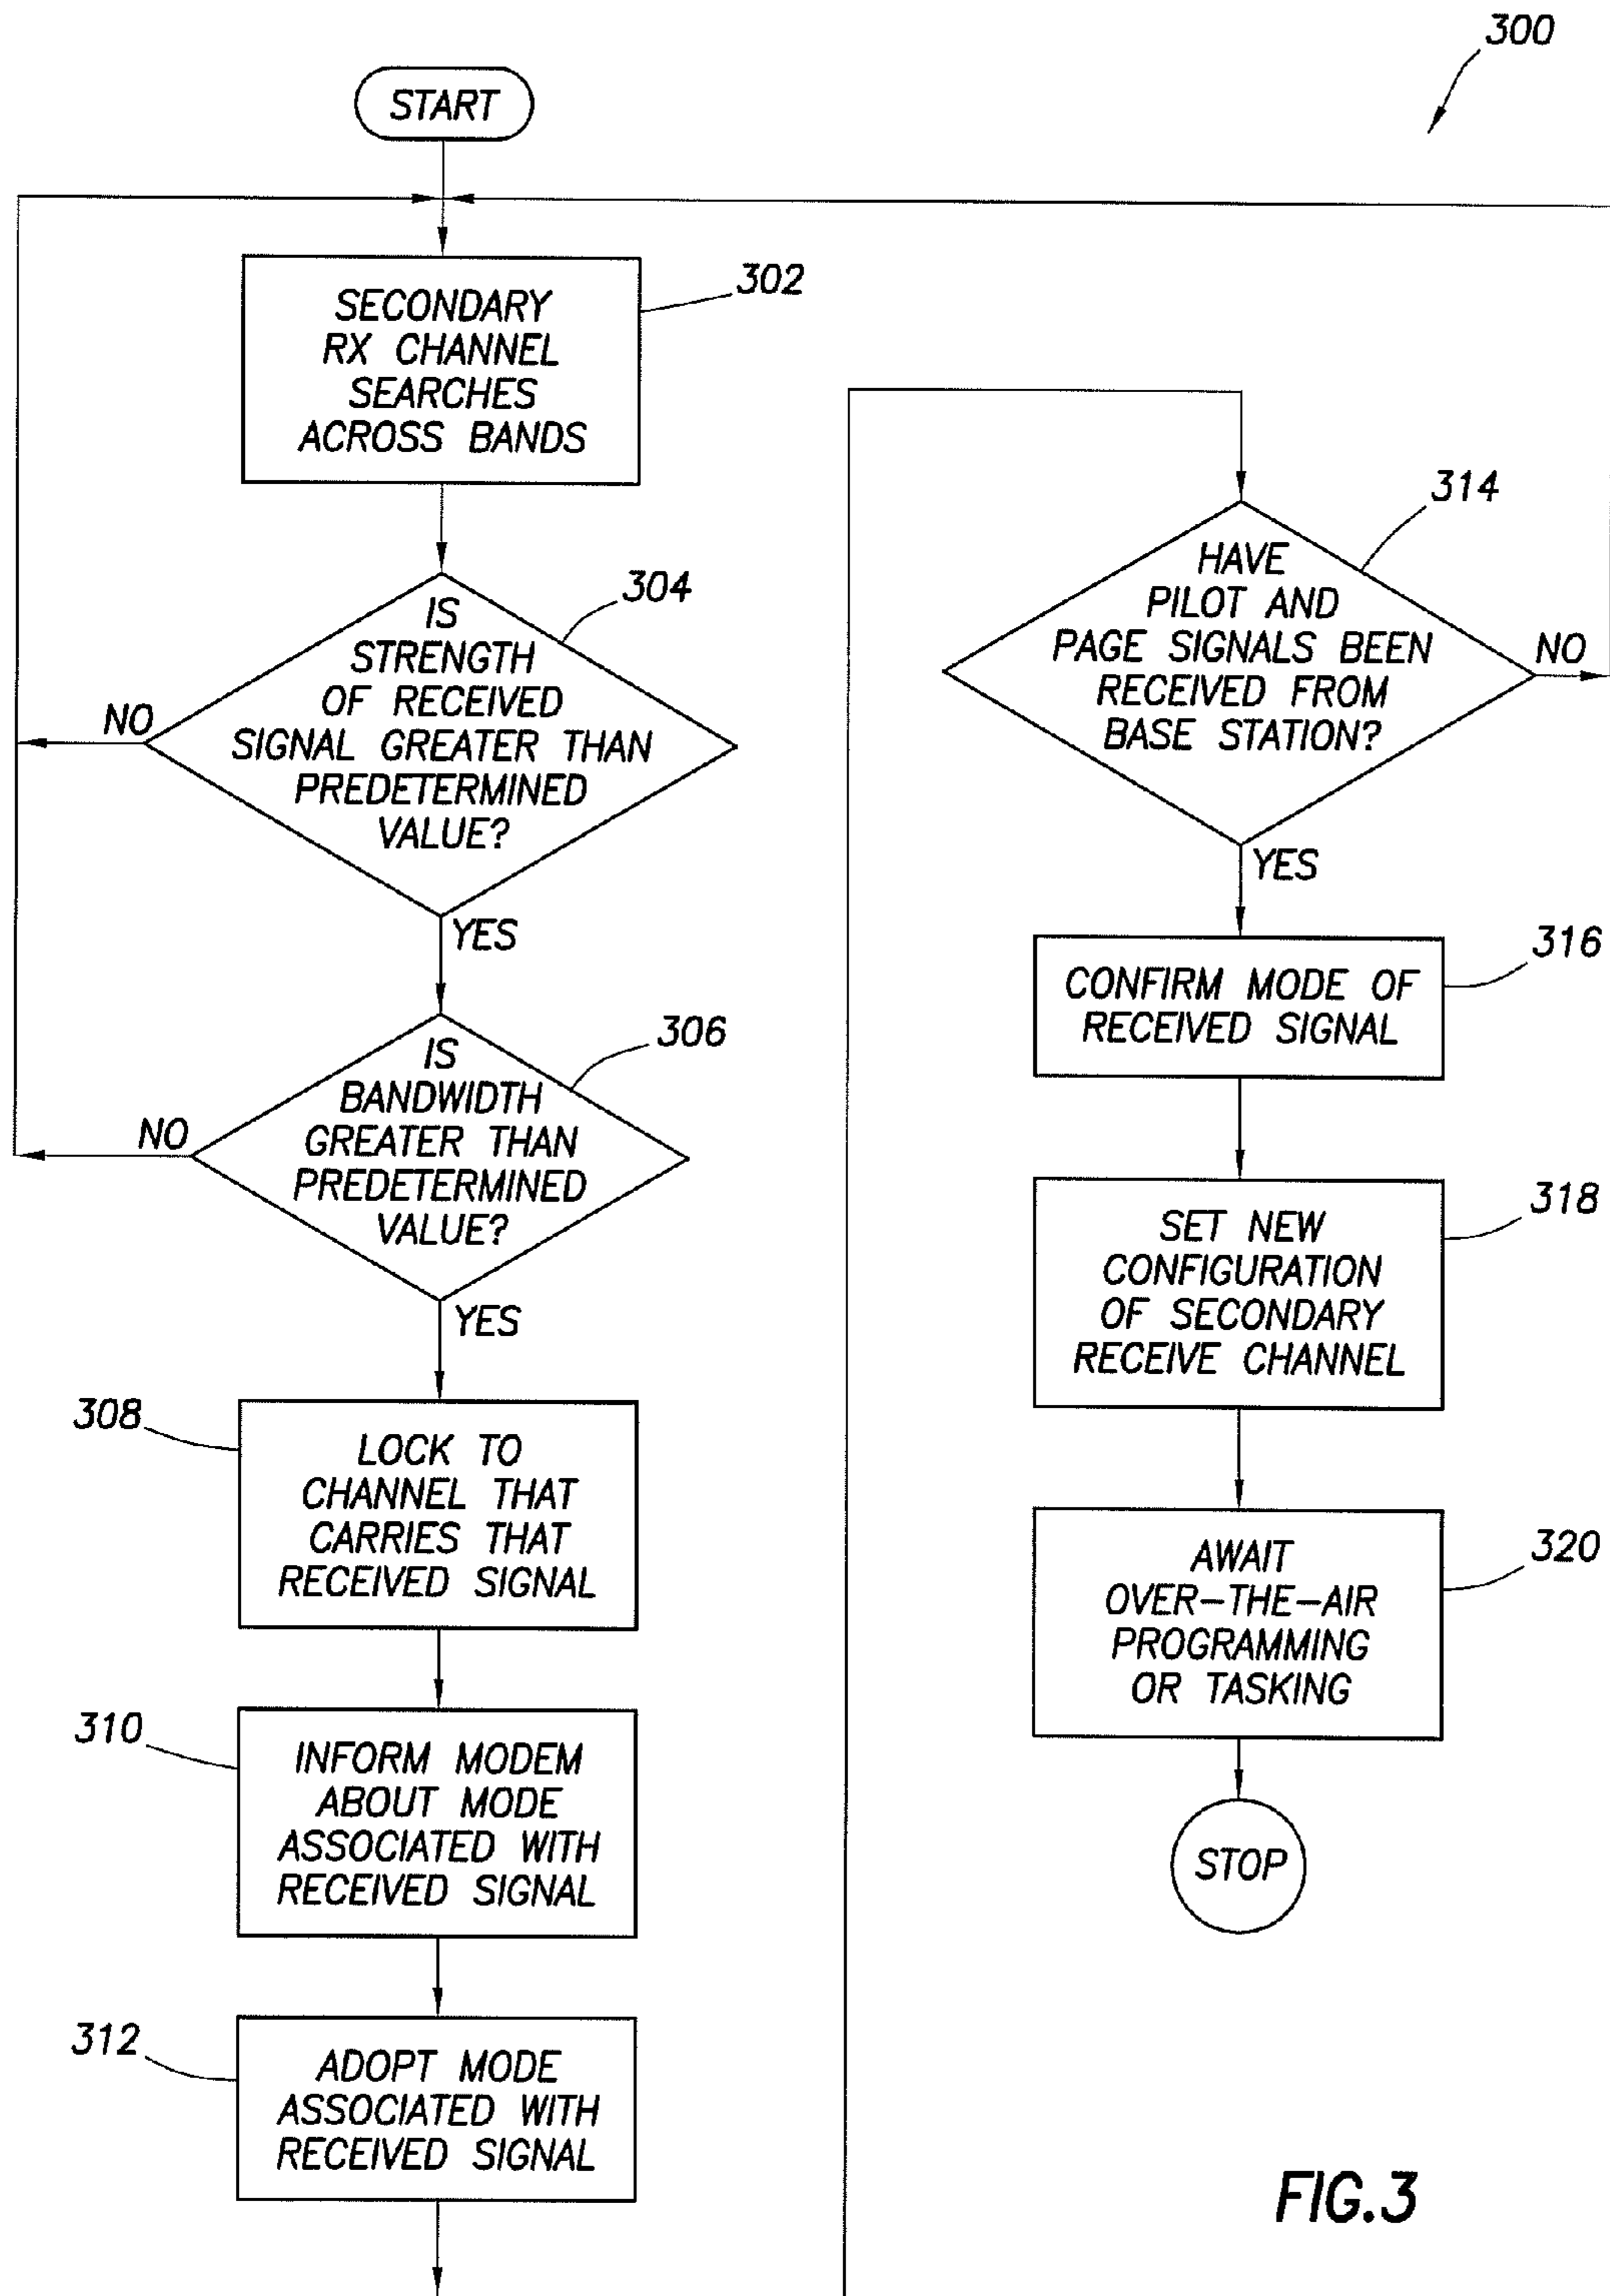 300
START
302
SECONDARY
RX CHANNEL
SEARCHES
ACROSS BANDS
304
IS
STRENGTH
OF RECEIVED
SIGNAL GREATER THAN
PREDETERMINED
VALUE?
NO
YES
306
IS
BANDWIDTH
GREATER THAN
PREDETERMINED
VALUE?
NO
YES
308
LOCK TO
CHANNEL THAT
CARRIES THAT
RECEIVED SIGNAL
310
INFORM MODEM
ABOUT MODE
ASSOCIATED WITH
RECEIVED SIGNAL
312
ADOPT MODE
ASSOCIATED WITH
RECEIVED SIGNAL
314
HAVE
PILOT AND
PAGE SIGNALS BEEN
RECEIVED FROM
BASE STATION?
NO
YES
316
CONFIRM MODE OF
RECEIVED SIGNAL
318
SET NEW
CONFIGURATION
OF SECONDARY
RECEIVE CHANNEL
320
AWAIT
OVER-THE-AIR
PROGRAMMING
OR TASKING
STOP
FIG.3